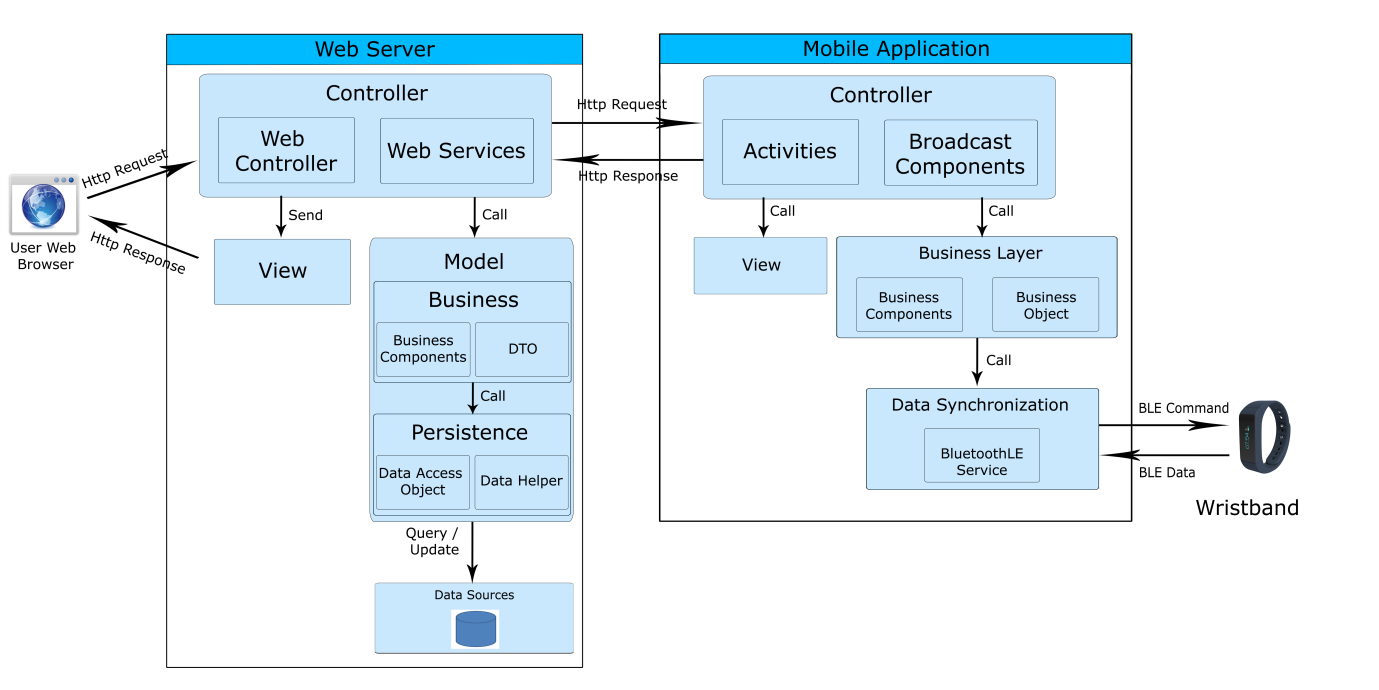 Web Server
Controller
Web
Controller
Web Services
Send
Call
View
Model
Business
Business
Components
DTO
Call
Persistence
Data Access
Object
Data Helper
Query /
Update
Data Sources
Http Request
Http Response
User Web
Browser
Http Request
Http Response
Mobile Application
Controller
Activities
Broadcast
Components
Call
Call
View
Business Layer
Business
Components
Business
Object
Call
Data Synchronization
BluetoothLE
Service
BLE Command
BLE Data
Wristband